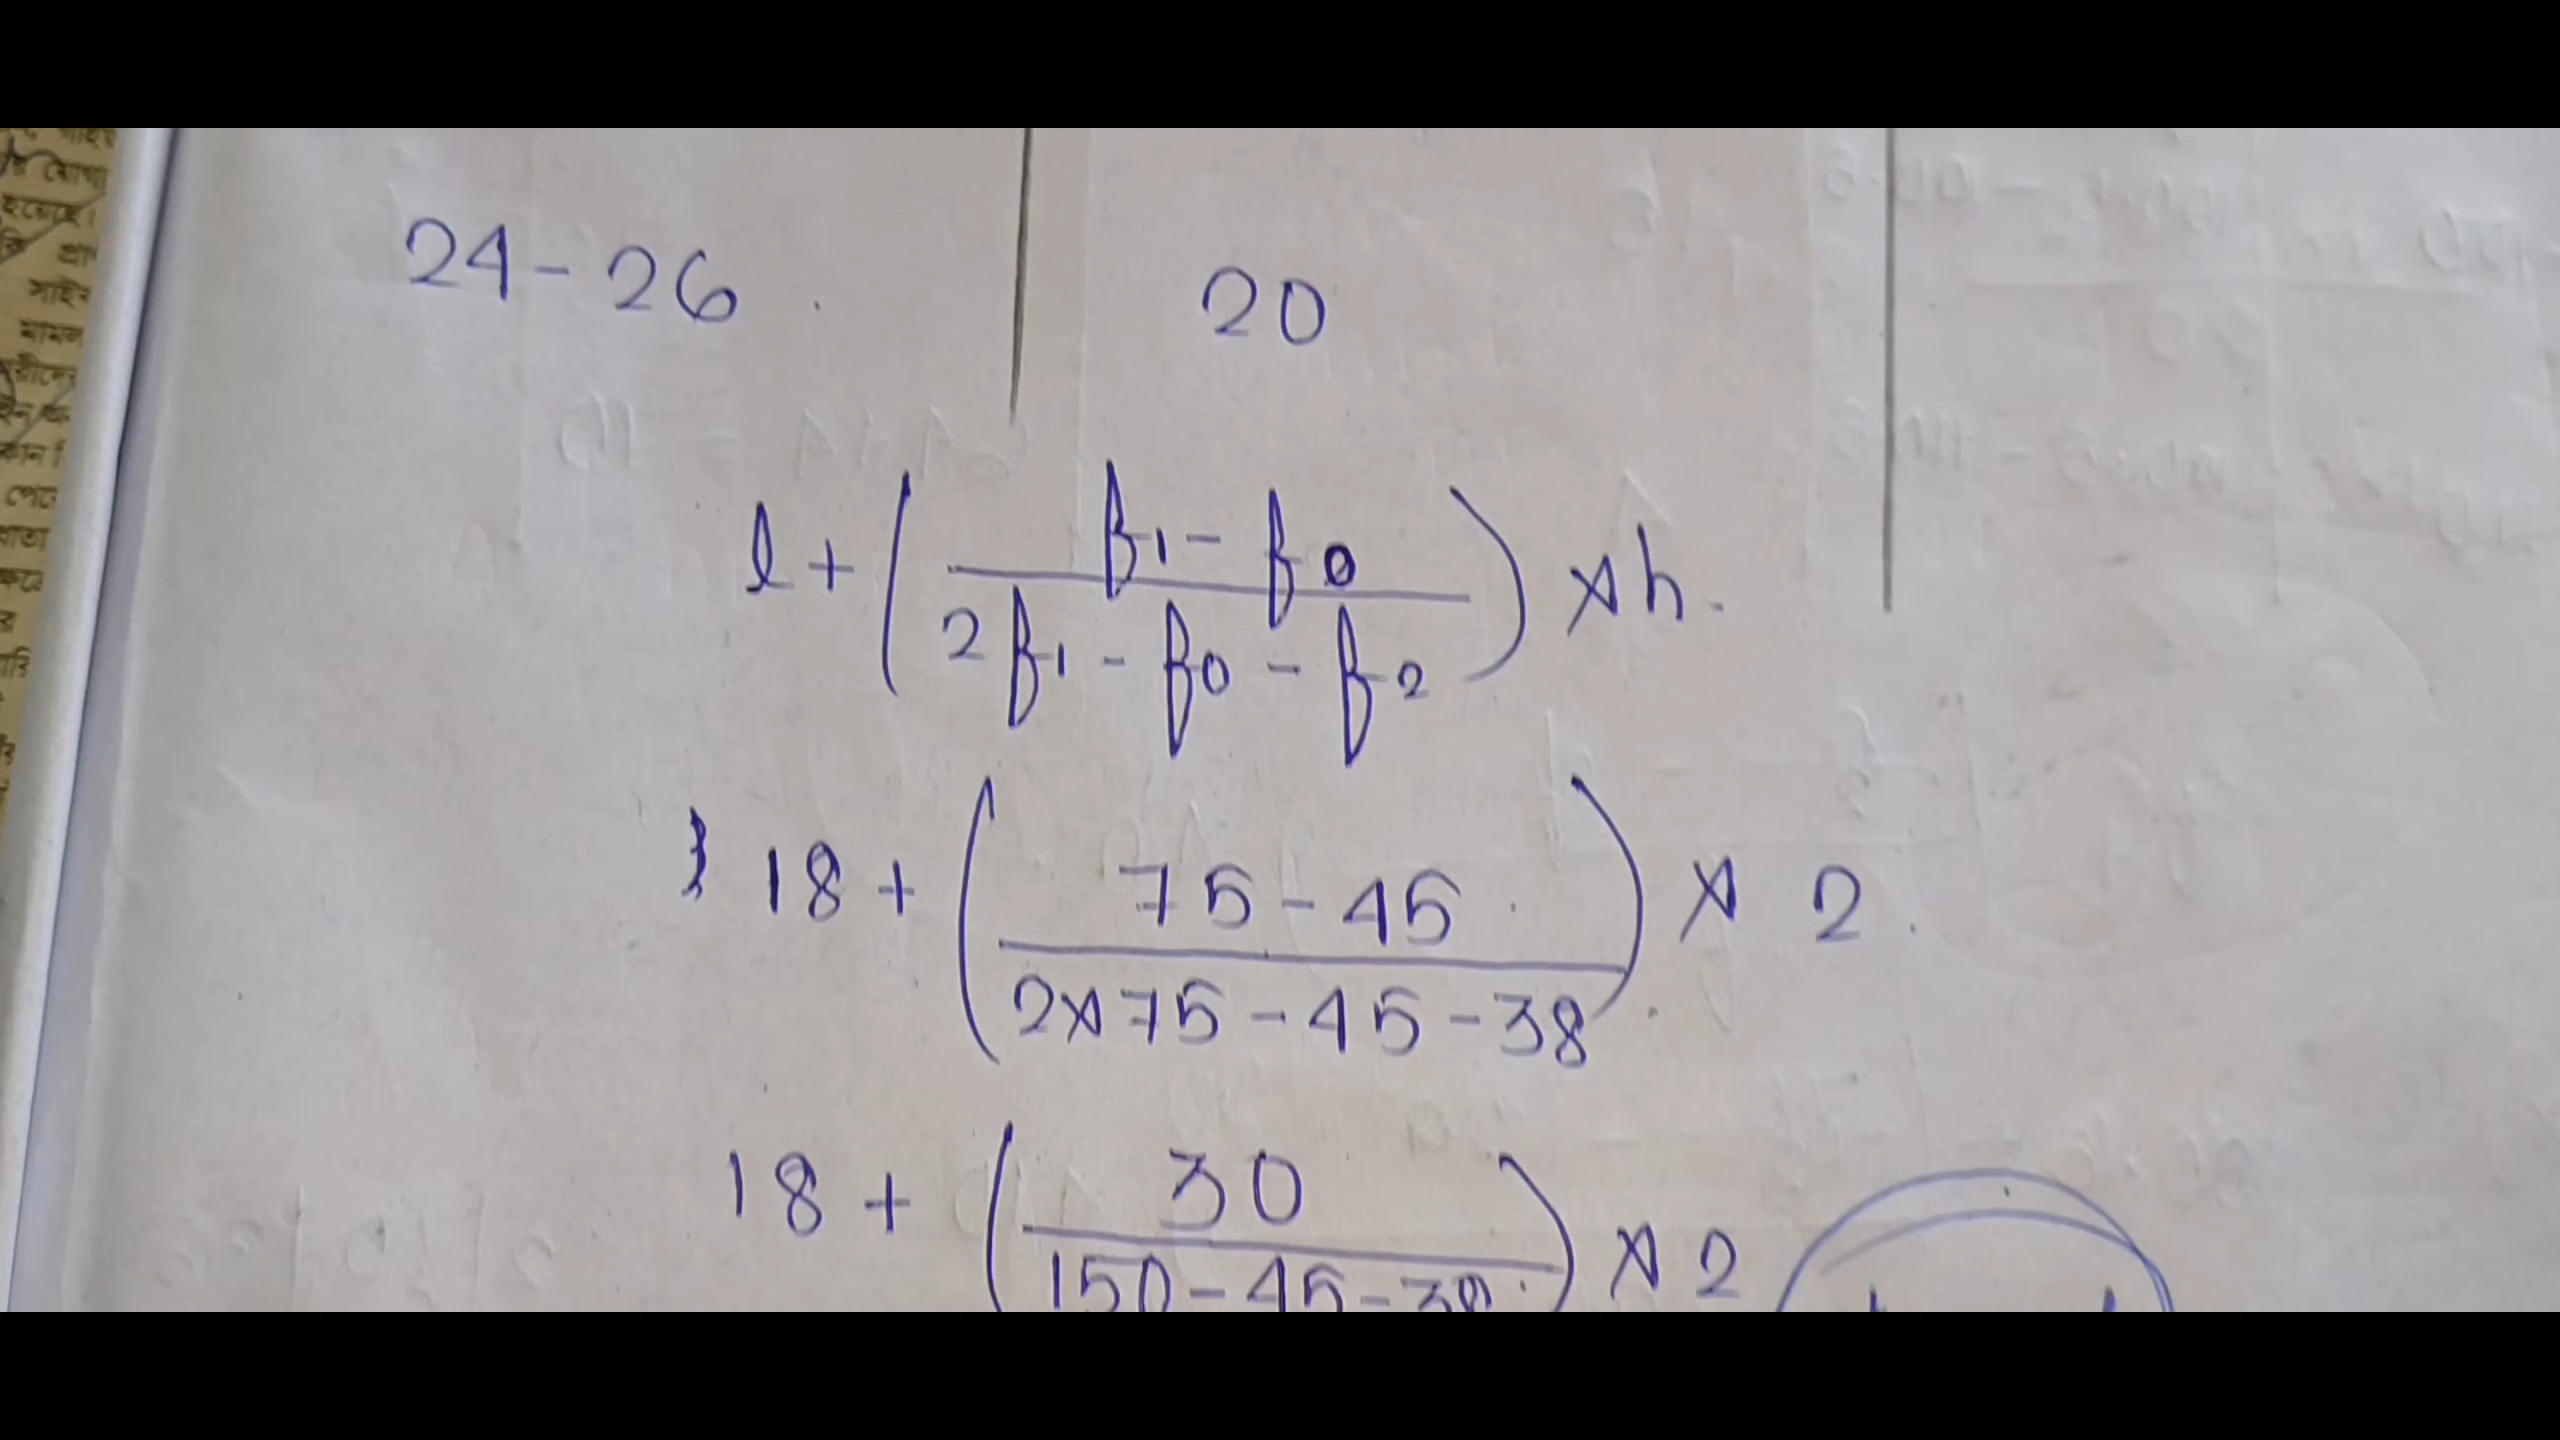 24-26 20
l + ( f1 - f0 / 2f1 - f0 - f2 ) × h.
18 + ( 75 - 45 / 2×75 - 45 - 38 ) × 2.
18 + ( 30 / 150 - 45 - 38 ) × 2